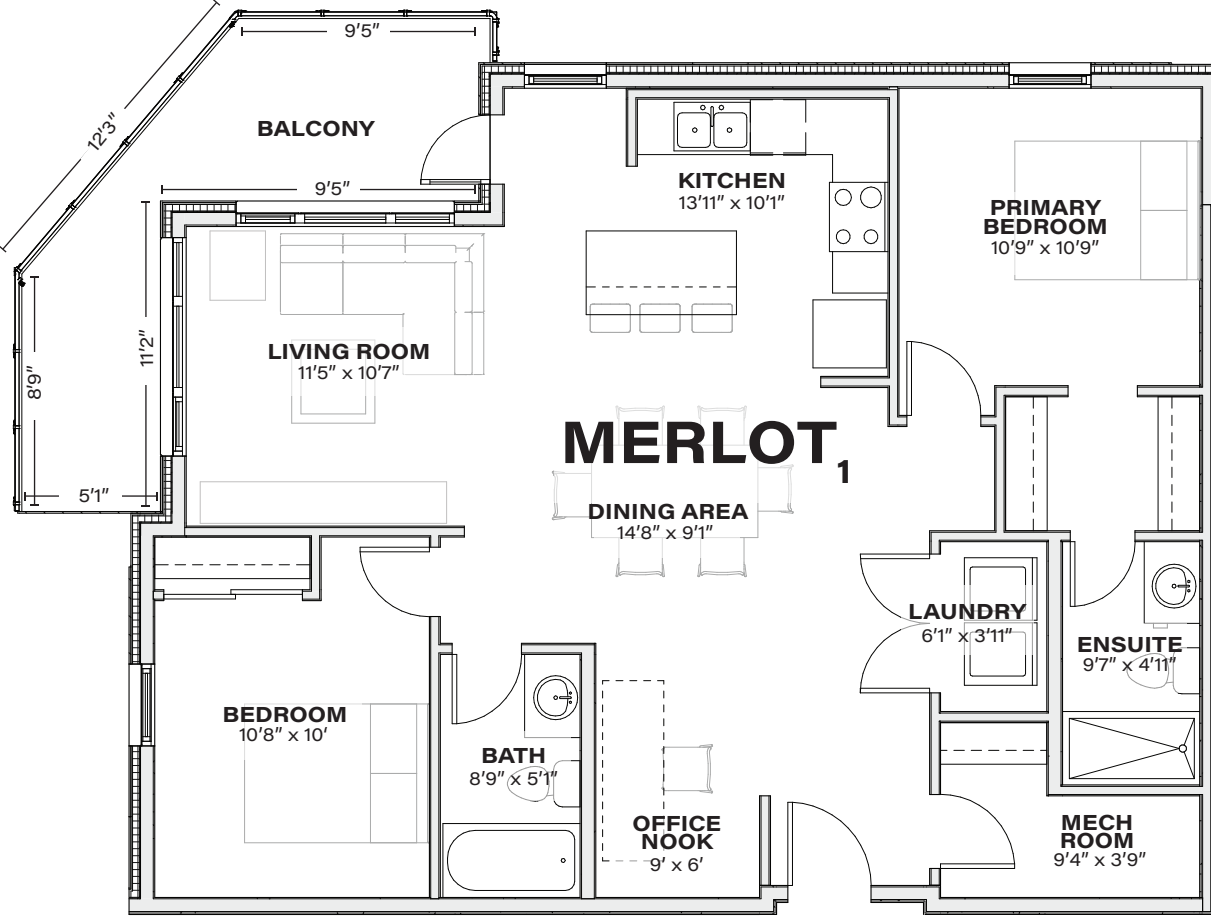 9'5"
12'3"
BALCONY
9'5"
KITCHEN
13'11" x 10'1"
PRIMARY
BEDROOM
10'9" x 10'9"
LIVING ROOM
11'5" x 10'7"
11'2"
8'9"
5'1"
MERLOT1
DINING AREA
14'8" x 9'1"
LAUNDRY
6'1" x 3'11"
ENSUITE
9'7" x 4'11"
BEDROOM
10'8" x 10'
BATH
8'9" x 5'1"
OFFICE
NOOK
9' x 6'
MECH
ROOM
9'4" x 3'9"